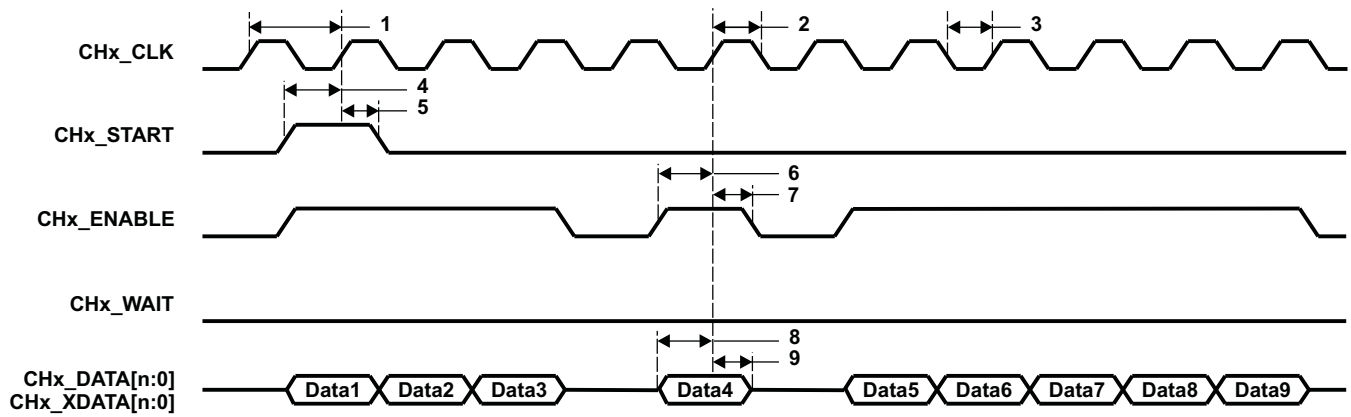 1
2
3
CHx_CLK
4
5
CHx_START
6
7
CHx_ENABLE
CHx_WAIT
8
9
CHx_DATA[n:0]
CHx_XDATA[n:0]
Data1 Data2 Data3 Data4 Data5 Data6 Data7 Data8 Data9